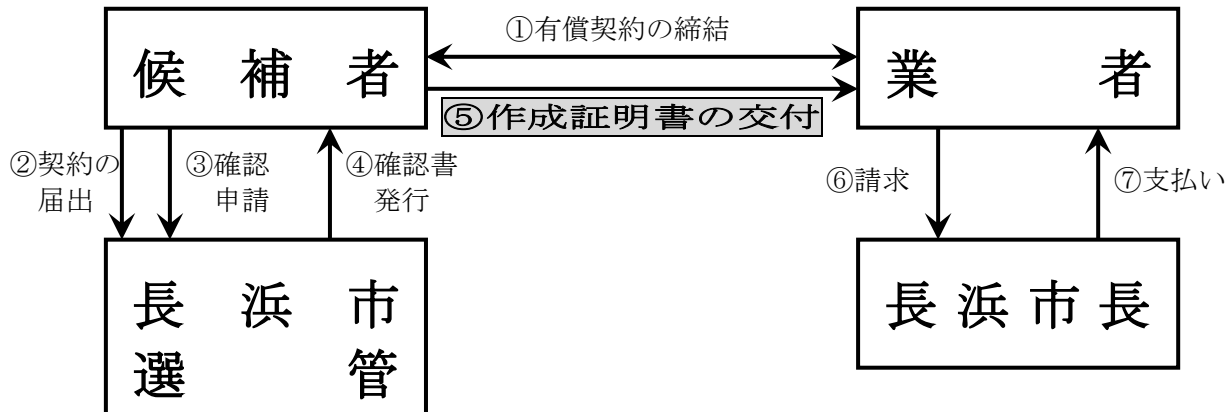 ①有償契約の締結
候補者
業者
⑤作成証明書の交付
②契約の
届出
③確認
申請
④確認書
発行
⑥請求
⑦支払い
長浜市
選管
長浜市長